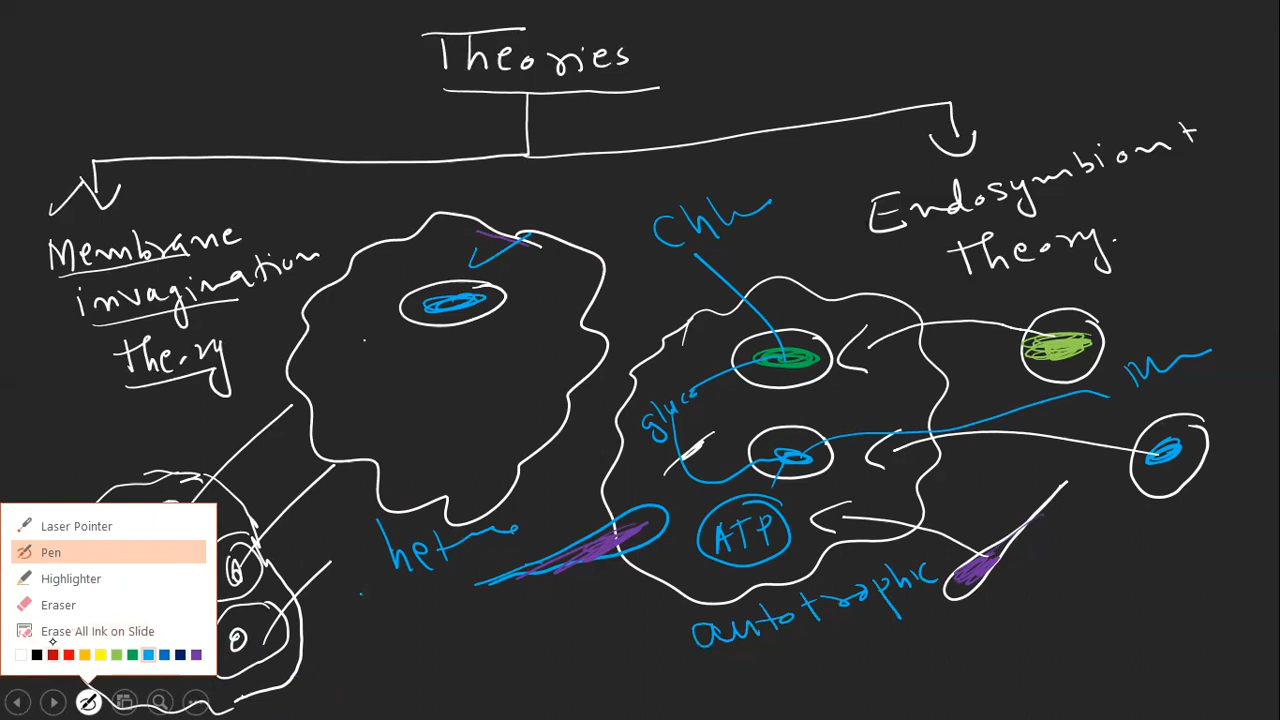 Theories
Endosymbiont
Theory.
Membrane
invagination
theory
Chl
gluc
ATP
autotrophic
Laser Pointer
Pen
Highlighter
Eraser
Erase All Ink on Slide